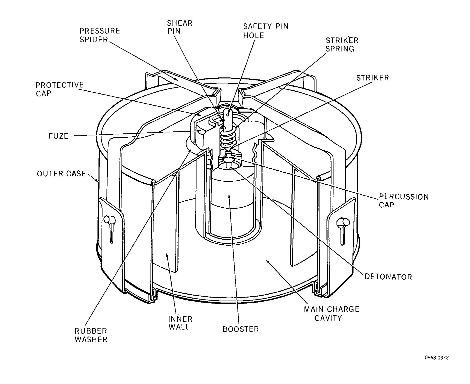 SHEAR
PIN
SAFETY PIN
HOLE
PRESSURE
SPIDER
STRIKER
SPRING
STRIKER
PROTECTIVE
CAP
FUZE
OUTER CASE
PERCUSSION
CAP
DETONATOR
MAIN CHARGE
CAVITY
INNER
WALL
BOOSTER
RUBBER
WASHER